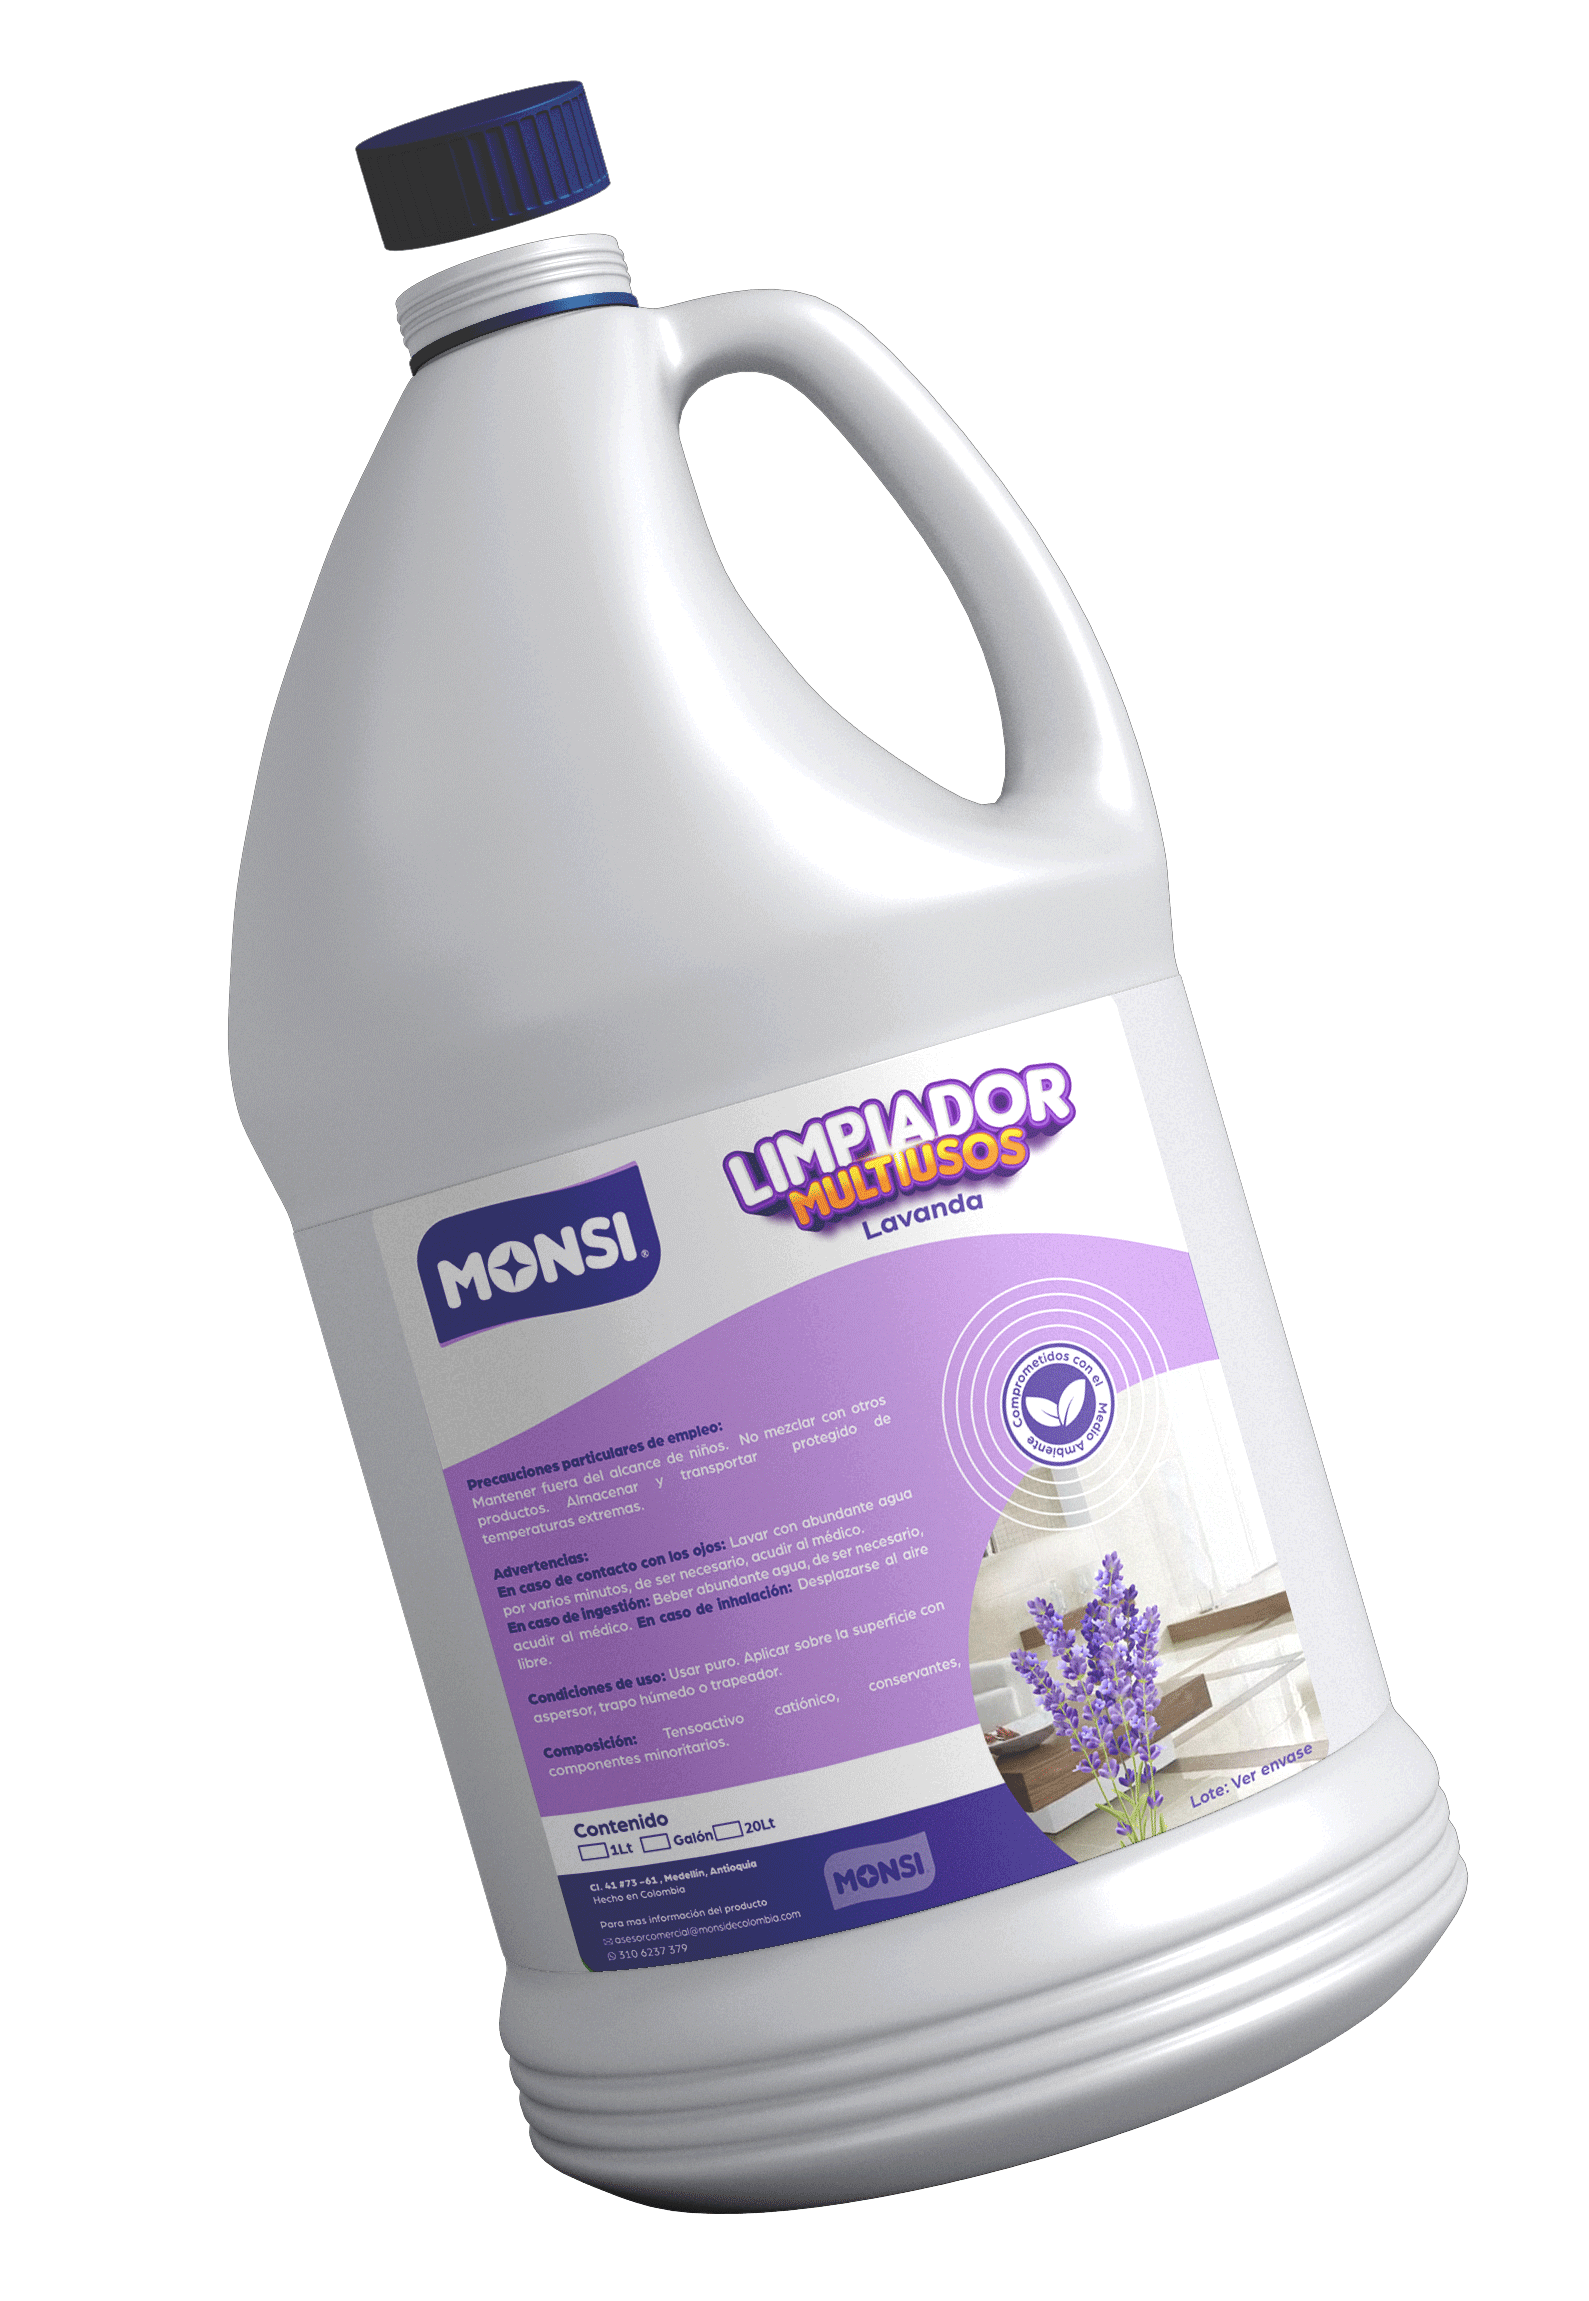 MONSI®
LIMPIADOR
MULTIUSOS
Lavanda
Comprometidos con el Medio Ambiente
Precauciones particulares de empleo:
Mantener fuera del alcance de niños. No mezclar con otros
productos. Almacenar y transportar protegido de
temperaturas extremas.
Advertencias:
En caso de contacto con los ojos: Lavar con abundante agua
por varios minutos, de ser necesario, acudir al médico.
En caso de ingestión: Beber abundante agua, de ser necesario,
acudir al médico. En caso de inhalación: Desplazarse al aire
libre.
Condiciones de uso: Usar puro. Aplicar sobre la superficie con
aspersor, trapo húmedo o trapeador.
Composición: Tensoactivo catiónico, conservantes,
componentes minoritarios.
Contenido
1Lt Galón 20Lt
Lote: Ver envase
Cl. 41 #73 -61 , Medellín, Antioquia
Hecho en Colombia
MONSI
Para mas información del producto
asesorcomercial@monsidecolombia.com
310 6237 379